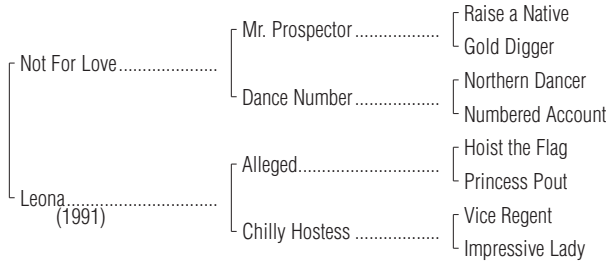 Raise a Native
Mr. Prospector ..................
Gold Digger
Not For Love.....................
Northern Dancer
Dance Number ..................
Numbered Account
Hoist the Flag
Alleged..............................
Princess Pout
Leona................................
(1991)
Vice Regent
Chilly Hostess ..................
Impressive Lady